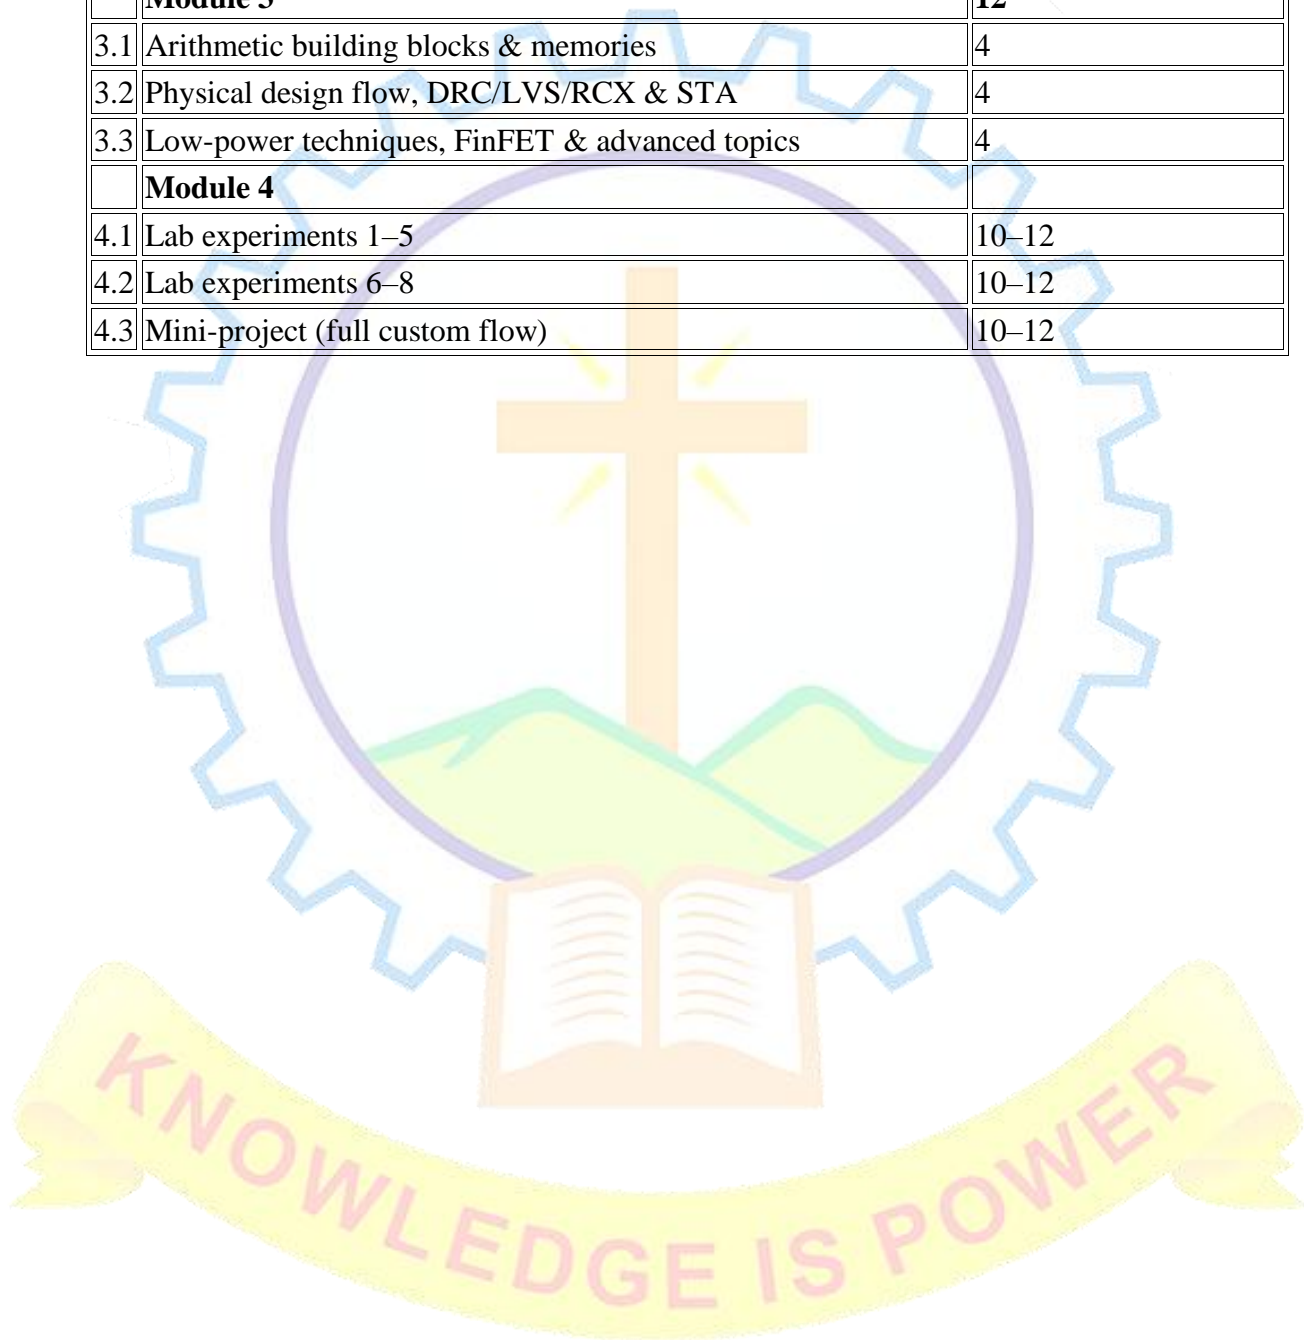 Module 3 12
3.1 Arithmetic building blocks & memories 4
3.2 Physical design flow, DRC/LVS/RCX & STA 4
3.3 Low-power techniques, FinFET & advanced topics 4
Module 4
4.1 Lab experiments 1–5 10–12
4.2 Lab experiments 6–8 10–12
4.3 Mini-project (full custom flow) 10–12
KNOWLEDGE IS POWER